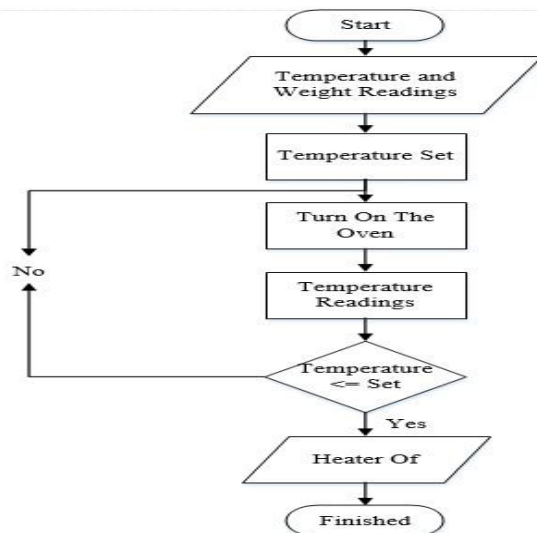 Start
Temperature and
Weight Readings
Temperature Set
Turn On The
Oven
No
Temperature
Readings
Temperature
<= Set
Yes
Heater Of
Finished